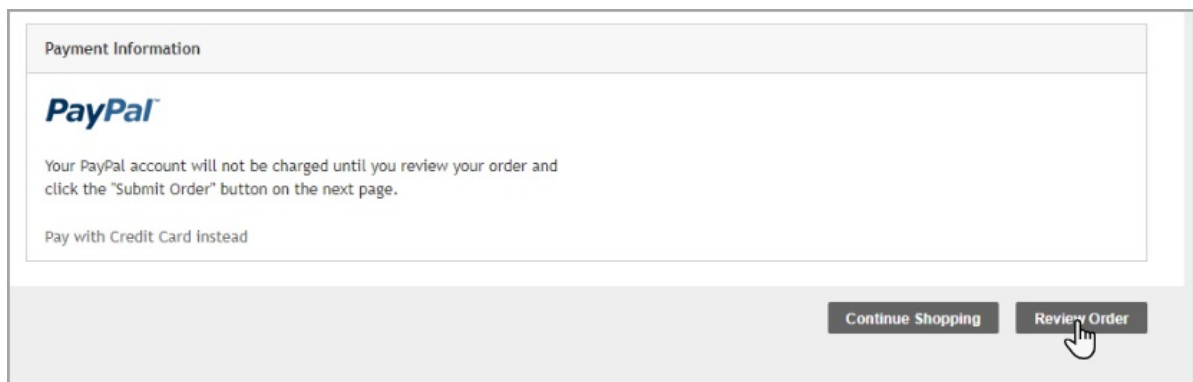 Payment Information
PayPal™
Your PayPal account will not be charged until you review your order and
click the "Submit Order" button on the next page.
Pay with Credit Card instead
Continue Shopping
Review Order